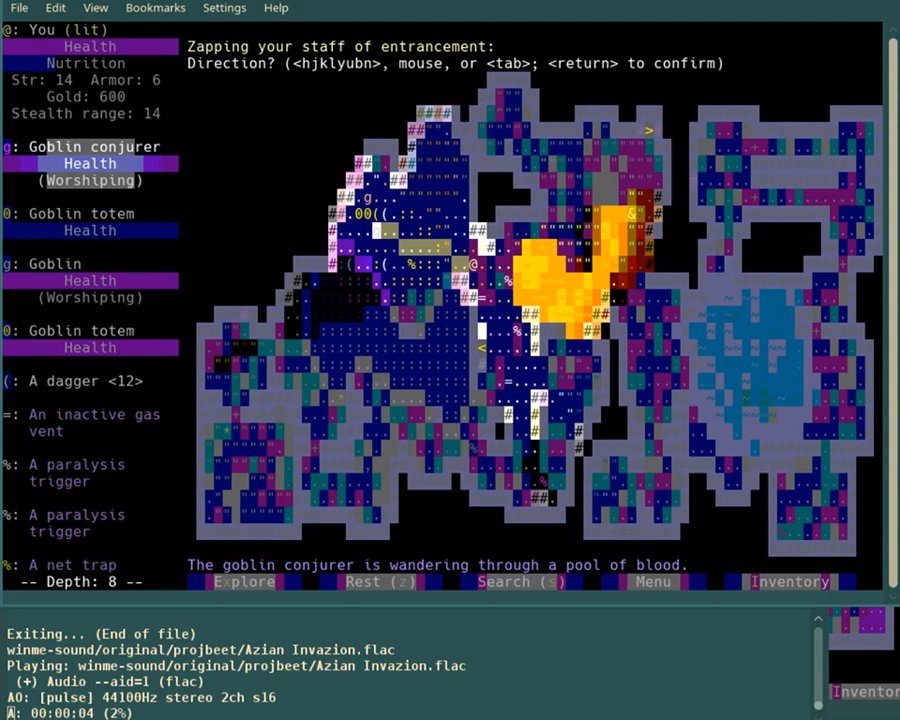 File Edit View Bookmarks Settings Help
@: You (lit)
Health
Nutrition
Str: 14 Armor: 6
Gold: 600
Stealth range: 14
g: Goblin conjurer
Health
(Worshiping)
0: Goblin totem
Health
g: Goblin
Health
(Worshiping)
0: Goblin totem
Health
(: A dagger <12>
=: An inactive gas
vent
%: A paralysis
trigger
%: A paralysis
trigger
%: A net trap
-- Depth: 8 --
Zapping your staff of entrancement:
Direction? (<hjklyubn>, mouse, or <tab>; <return> to confirm)
The goblin conjurer is wandering through a pool of blood.
Explore Rest (z) Search (s) Menu Inventory
Exiting... (End of file)
winme-sound/original/projbeet/Azian Invazion.flac
Playing: winme-sound/original/projbeet/Azian Invazion.flac
(+) Audio --aid=1 (flac)
AO: [pulse] 44100Hz stereo 2ch s16
A: 00:00:04 (2%)
Inventor